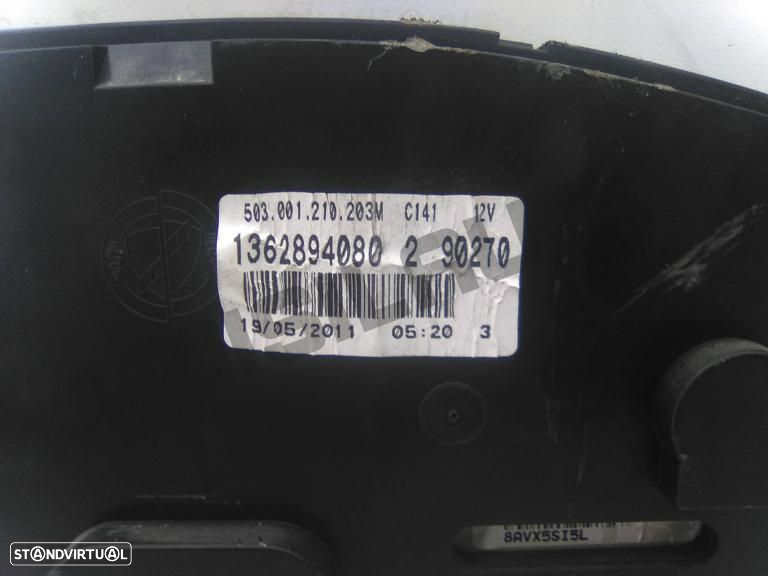 503.001.210.203M C141 12V
1362894080 2 90270
19/05/2011 05:20 3
8AVX5SI5L
STANDVIRTUAL